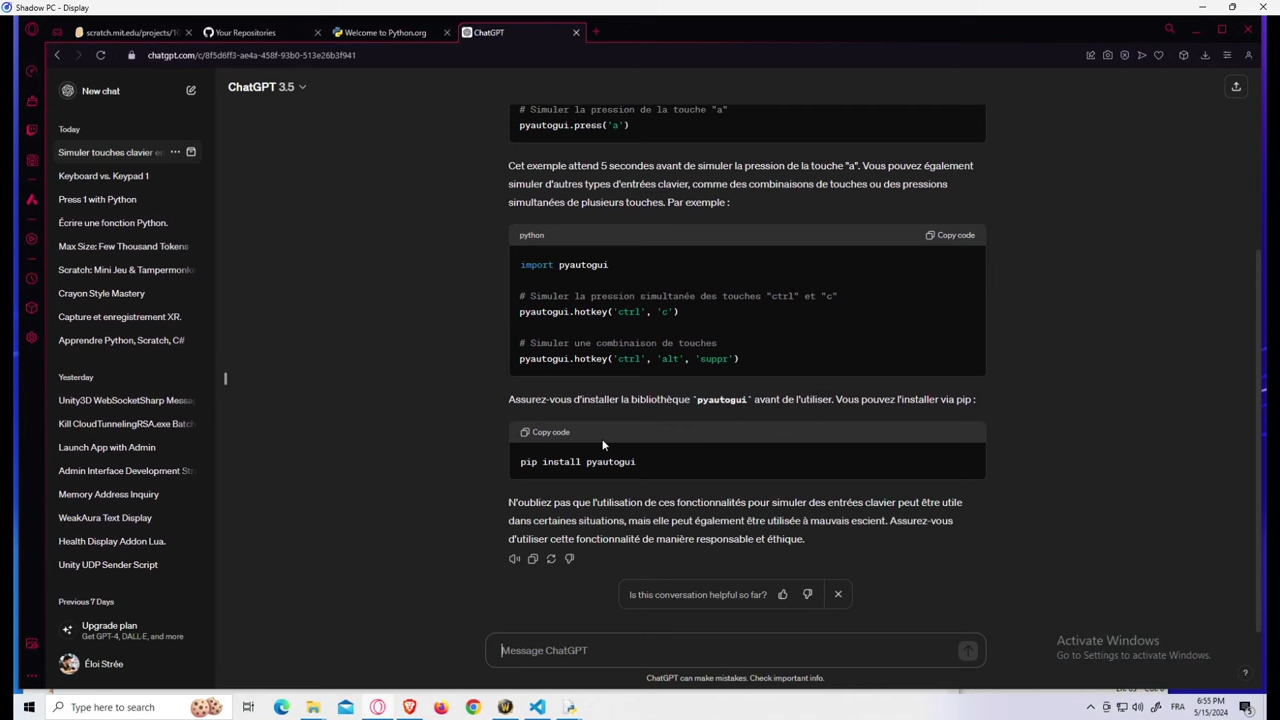 Shadow PC - Display
scratch.mit.edu/projects/10
Your Repositories
Welcome to Python.org
ChatGPT
chatgpt.com/c/8f5d6ff3-ae4a-458f-93b0-513e26b3f941
New chat
Today
Simuler touches clavier en
Keyboard vs. Keypad 1
Press 1 with Python
Écrire une fonction Python.
Max Size: Few Thousand Tokens
Scratch: Mini Jeu & Tampermonke
Crayon Style Mastery
Capture et enregistrement XR.
Apprendre Python, Scratch, C#
Yesterday
Unity3D WebSocketSharp Messag
Kill CloudTunnelingRSA.exe Batch
Launch App with Admin
Admin Interface Development Str
Memory Address Inquiry
WeakAura Text Display
Health Display Addon Lua.
Unity UDP Sender Script
Previous 7 Days
Upgrade plan
Get GPT-4, DALL·E, and more
Éloi Strée
ChatGPT 3.5
# Simuler la pression de la touche "a"
pyautogui.press('a')
Cet exemple attend 5 secondes avant de simuler la pression de la touche "a". Vous pouvez également
simuler d'autres types d'entrées clavier, comme des combinaisons de touches ou des pressions
simultanées de plusieurs touches. Par exemple :
python
Copy code
import pyautogui
# Simuler la pression simultanée des touches "ctrl" et "c"
pyautogui.hotkey('ctrl', 'c')
# Simuler une combinaison de touches
pyautogui.hotkey('ctrl', 'alt', 'suppr')
Assurez-vous d'installer la bibliothèque `pyautogui` avant de l'utiliser. Vous pouvez l'installer via pip :
Copy code
pip install pyautogui
N'oubliez pas que l'utilisation de ces fonctionnalités pour simuler des entrées clavier peut être utile
dans certaines situations, mais elle peut également être utilisée à mauvais escient. Assurez-vous
d'utiliser cette fonctionnalité de manière responsable et éthique.
Is this conversation helpful so far?
Message ChatGPT
ChatGPT can make mistakes. Check important info.
Activate Windows
Go to Settings to activate Windows.
?
Type here to search
FR
6:55 PM
5/15/2024
5